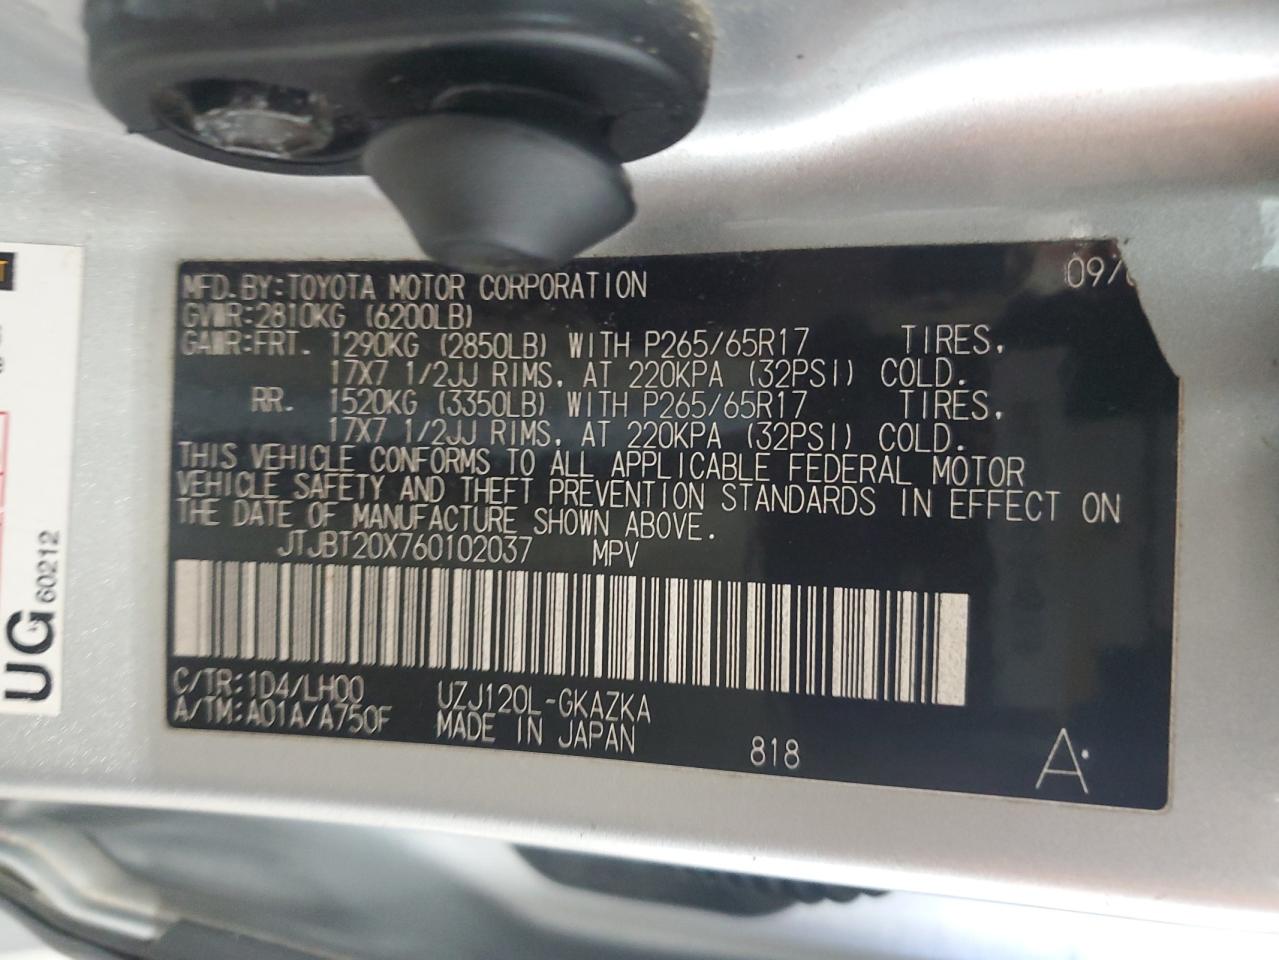 MFD. BY: TOYOTA MOTOR CORPORATION 09/
GVWR: 2810KG (6200LB)
GAWR: FRT. 1290KG (2850LB) WITH P265/65R17 TIRES,
17X7 1/2JJ RIMS, AT 220KPA (32PSI) COLD.
RR. 1520KG (3350LB) WITH P265/65R17 TIRES,
17X7 1/2JJ RIMS, AT 220KPA (32PSI) COLD.
THIS VEHICLE CONFORMS TO ALL APPLICABLE FEDERAL MOTOR
VEHICLE SAFETY AND THEFT PREVENTION STANDARDS IN EFFECT ON
THE DATE OF MANUFACTURE SHOWN ABOVE.
JTJBT20X760102037 MPV
C/TR: 1D4/LH00 UZJ120L-GKAZKA
A/TM: A01A/A750F MADE IN JAPAN 818 A
UG 60212